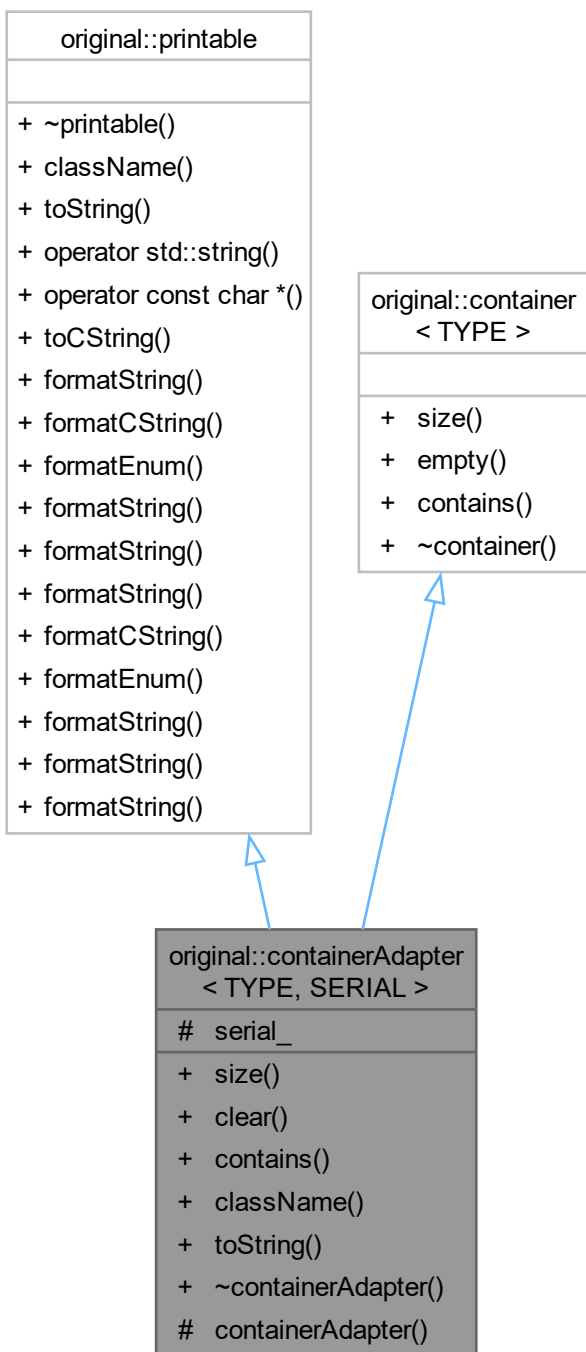 original::printable
+ ~printable()
+ className()
+ toString()
+ operator std::string()
+ operator const char *()
+ toCString()
+ formatString()
+ formatCString()
+ formatEnum()
+ formatString()
+ formatString()
+ formatString()
+ formatCString()
+ formatEnum()
+ formatString()
+ formatString()
+ formatString()
original::container
< TYPE >
+ size()
+ empty()
+ contains()
+ ~container()
original::containerAdapter
< TYPE, SERIAL >
# serial_
+ size()
+ clear()
+ contains()
+ className()
+ toString()
+ ~containerAdapter()
# containerAdapter()